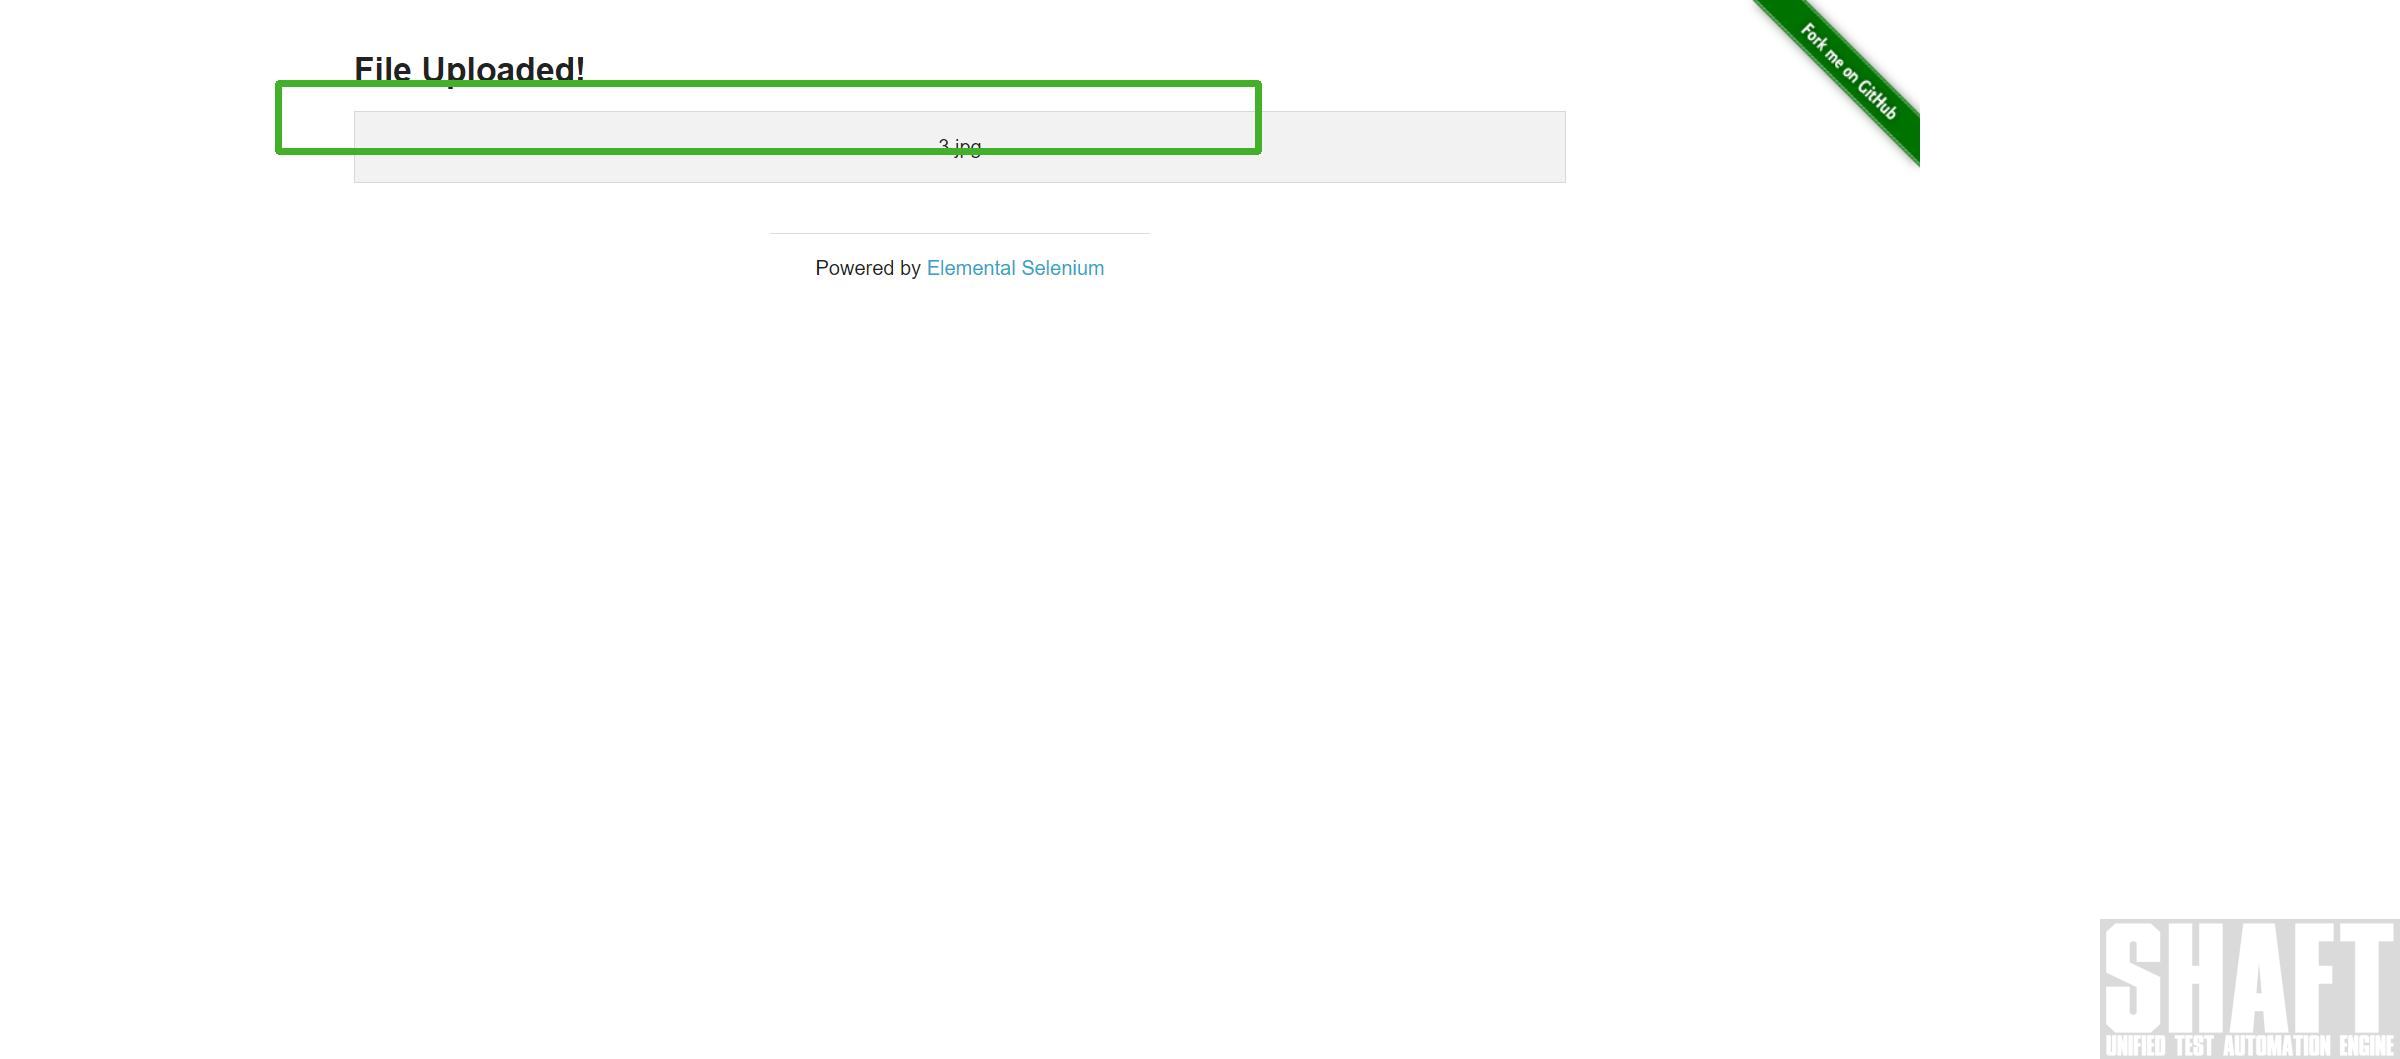 Fork me on GitHub
File Uploaded!
3.jpg
Powered by Elemental Selenium
SHAFT
UNIFIED TEST AUTOMATION ENGINE